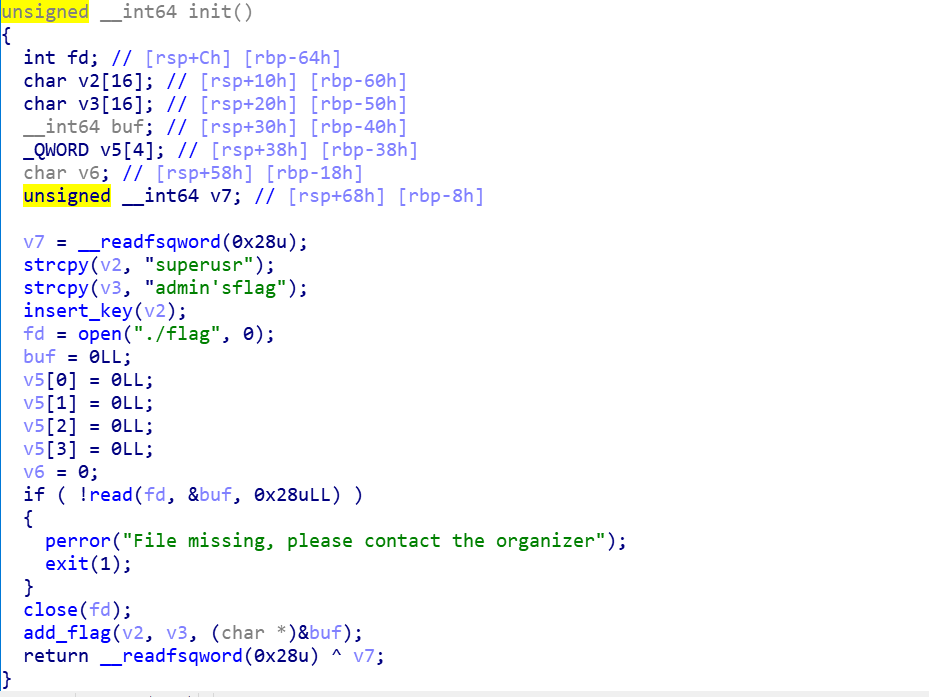 unsigned __int64 init()
{
  int fd; // [rsp+Ch] [rbp-64h]
  char v2[16]; // [rsp+10h] [rbp-60h]
  char v3[16]; // [rsp+20h] [rbp-50h]
  __int64 buf; // [rsp+30h] [rbp-40h]
  _QWORD v5[4]; // [rsp+38h] [rbp-38h]
  char v6; // [rsp+58h] [rbp-18h]
  unsigned __int64 v7; // [rsp+68h] [rbp-8h]

  v7 = __readfsqword(0x28u);
  strcpy(v2, "superusr");
  strcpy(v3, "admin'sflag");
  insert_key(v2);
  fd = open("./flag", 0);
  buf = 0LL;
  v5[0] = 0LL;
  v5[1] = 0LL;
  v5[2] = 0LL;
  v5[3] = 0LL;
  v6 = 0;
  if ( !read(fd, &buf, 0x28uLL) )
  {
    perror("File missing, please contact the organizer");
    exit(1);
  }
  close(fd);
  add_flag(v2, v3, (char *)&buf);
  return __readfsqword(0x28u) ^ v7;
}